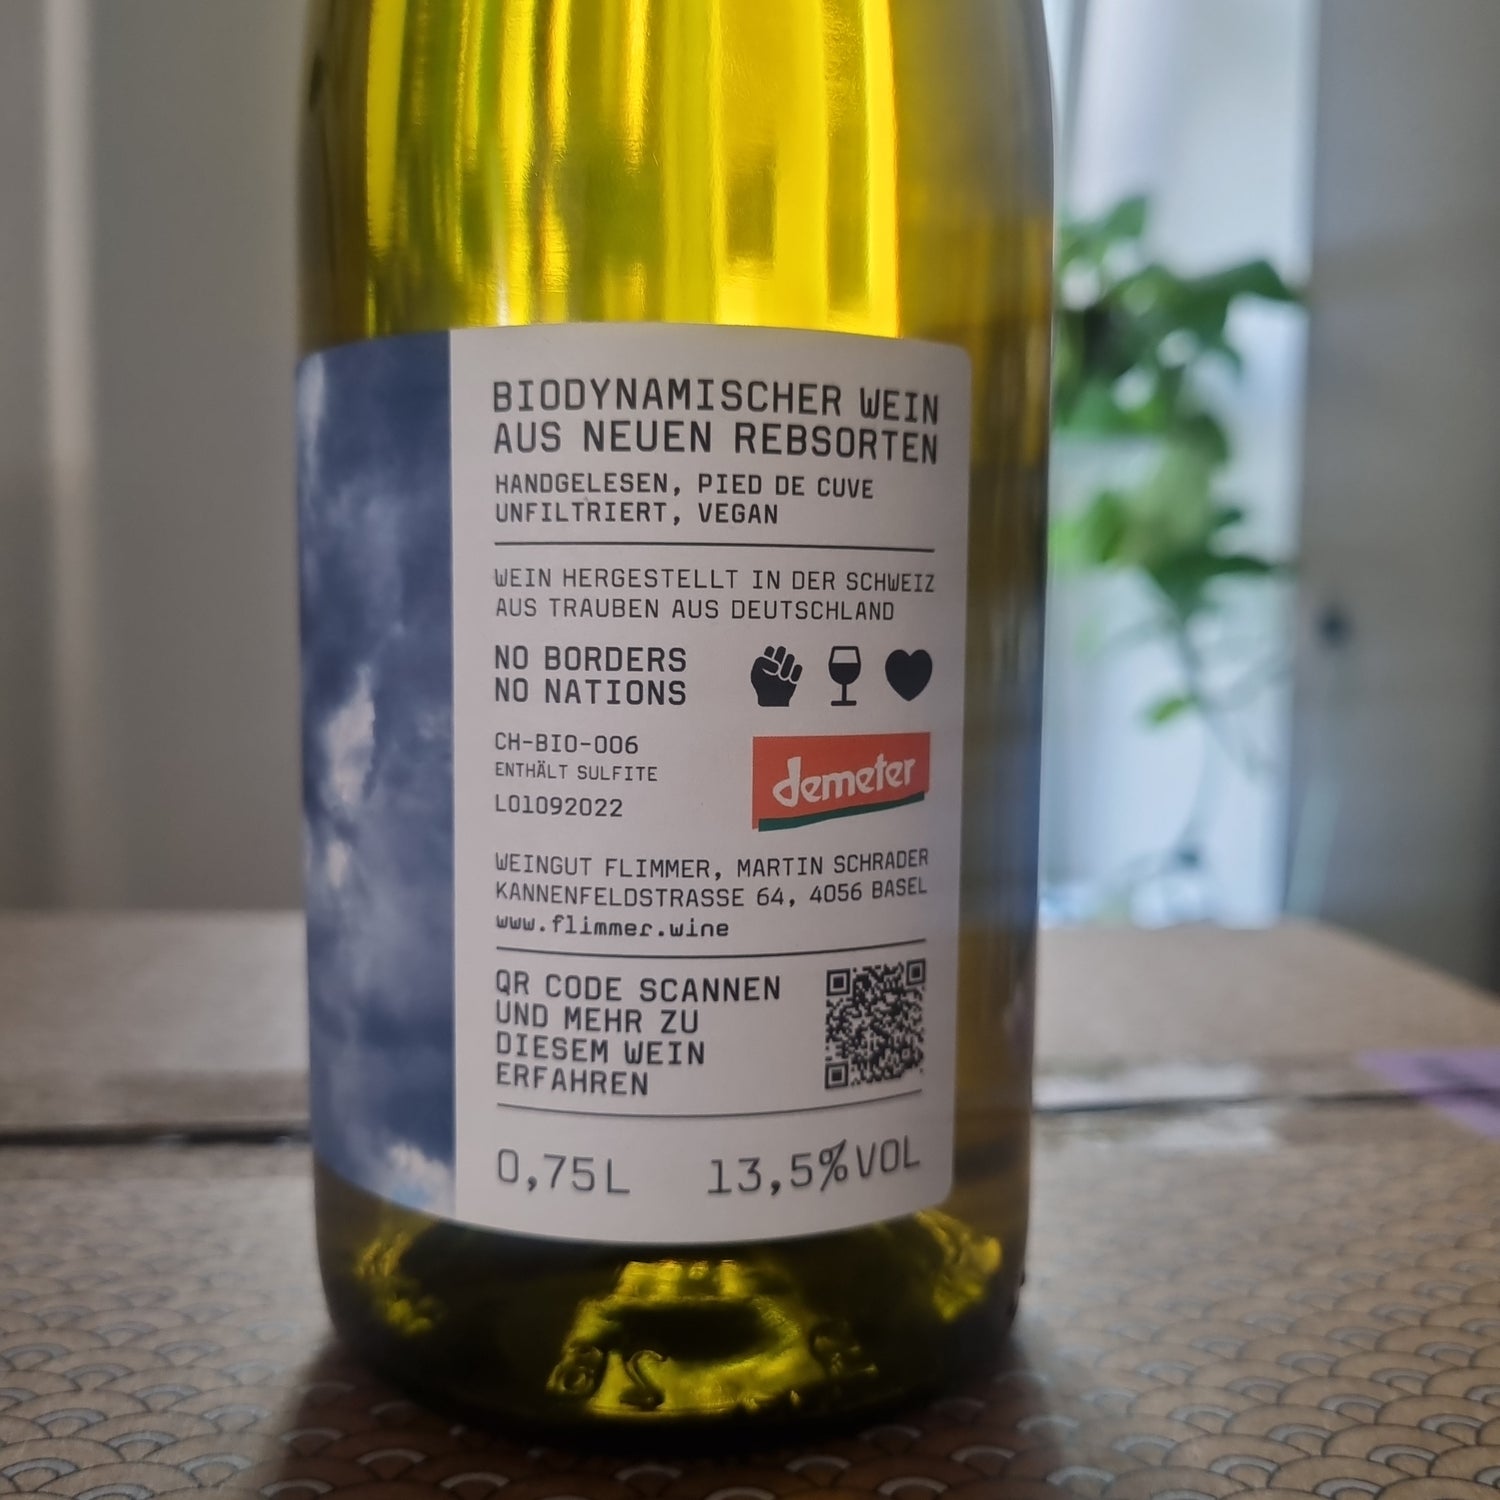 BIODYNAMISCHER WEIN
AUS NEUEN REBSORTEN
HANDGELESEN, PIED DE CUVE
UNFILTRIERT, VEGAN
WEIN HERGESTELLT IN DER SCHWEIZ
AUS TRAUBEN AUS DEUTSCHLAND
NO BORDERS
NO NATIONS
CH-BIO-006
ENTHÄLT SULFITE
L01092022
demeter
WEINGUT FLIMMER, MARTIN SCHRADER
KANNENFELDSTRASSE 64, 4056 BASEL
www.flimmer.wine
QR CODE SCANNEN
UND MEHR ZU
DIESEM WEIN
ERFAHREN
0,75L 13,5%VOL